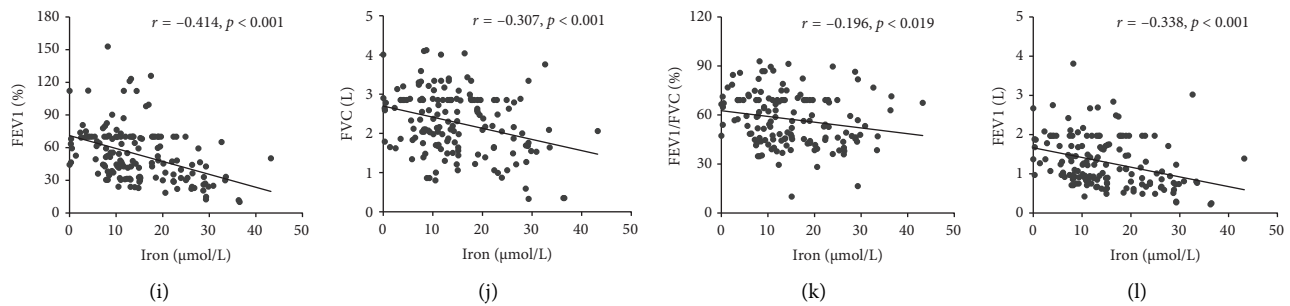 r = –0.414, p < 0.001
180
150
120
90
60
30
0
FEV1 (%)
0 10 20 30 40 50
Iron (µmol/L)
(i)
r = –0.307, p < 0.001
5
4
3
2
1
0
FVC (L)
0 10 20 30 40 50
Iron (µmol/L)
(j)
r = –0.196, p < 0.019
120
90
60
30
0
FEV1/FVC (%)
0 10 20 30 40 50
Iron (µmol/L)
(k)
r = –0.338, p < 0.001
5
4
3
2
1
0
FEV1 (L)
0 10 20 30 40 50
Iron (µmol/L)
(l)